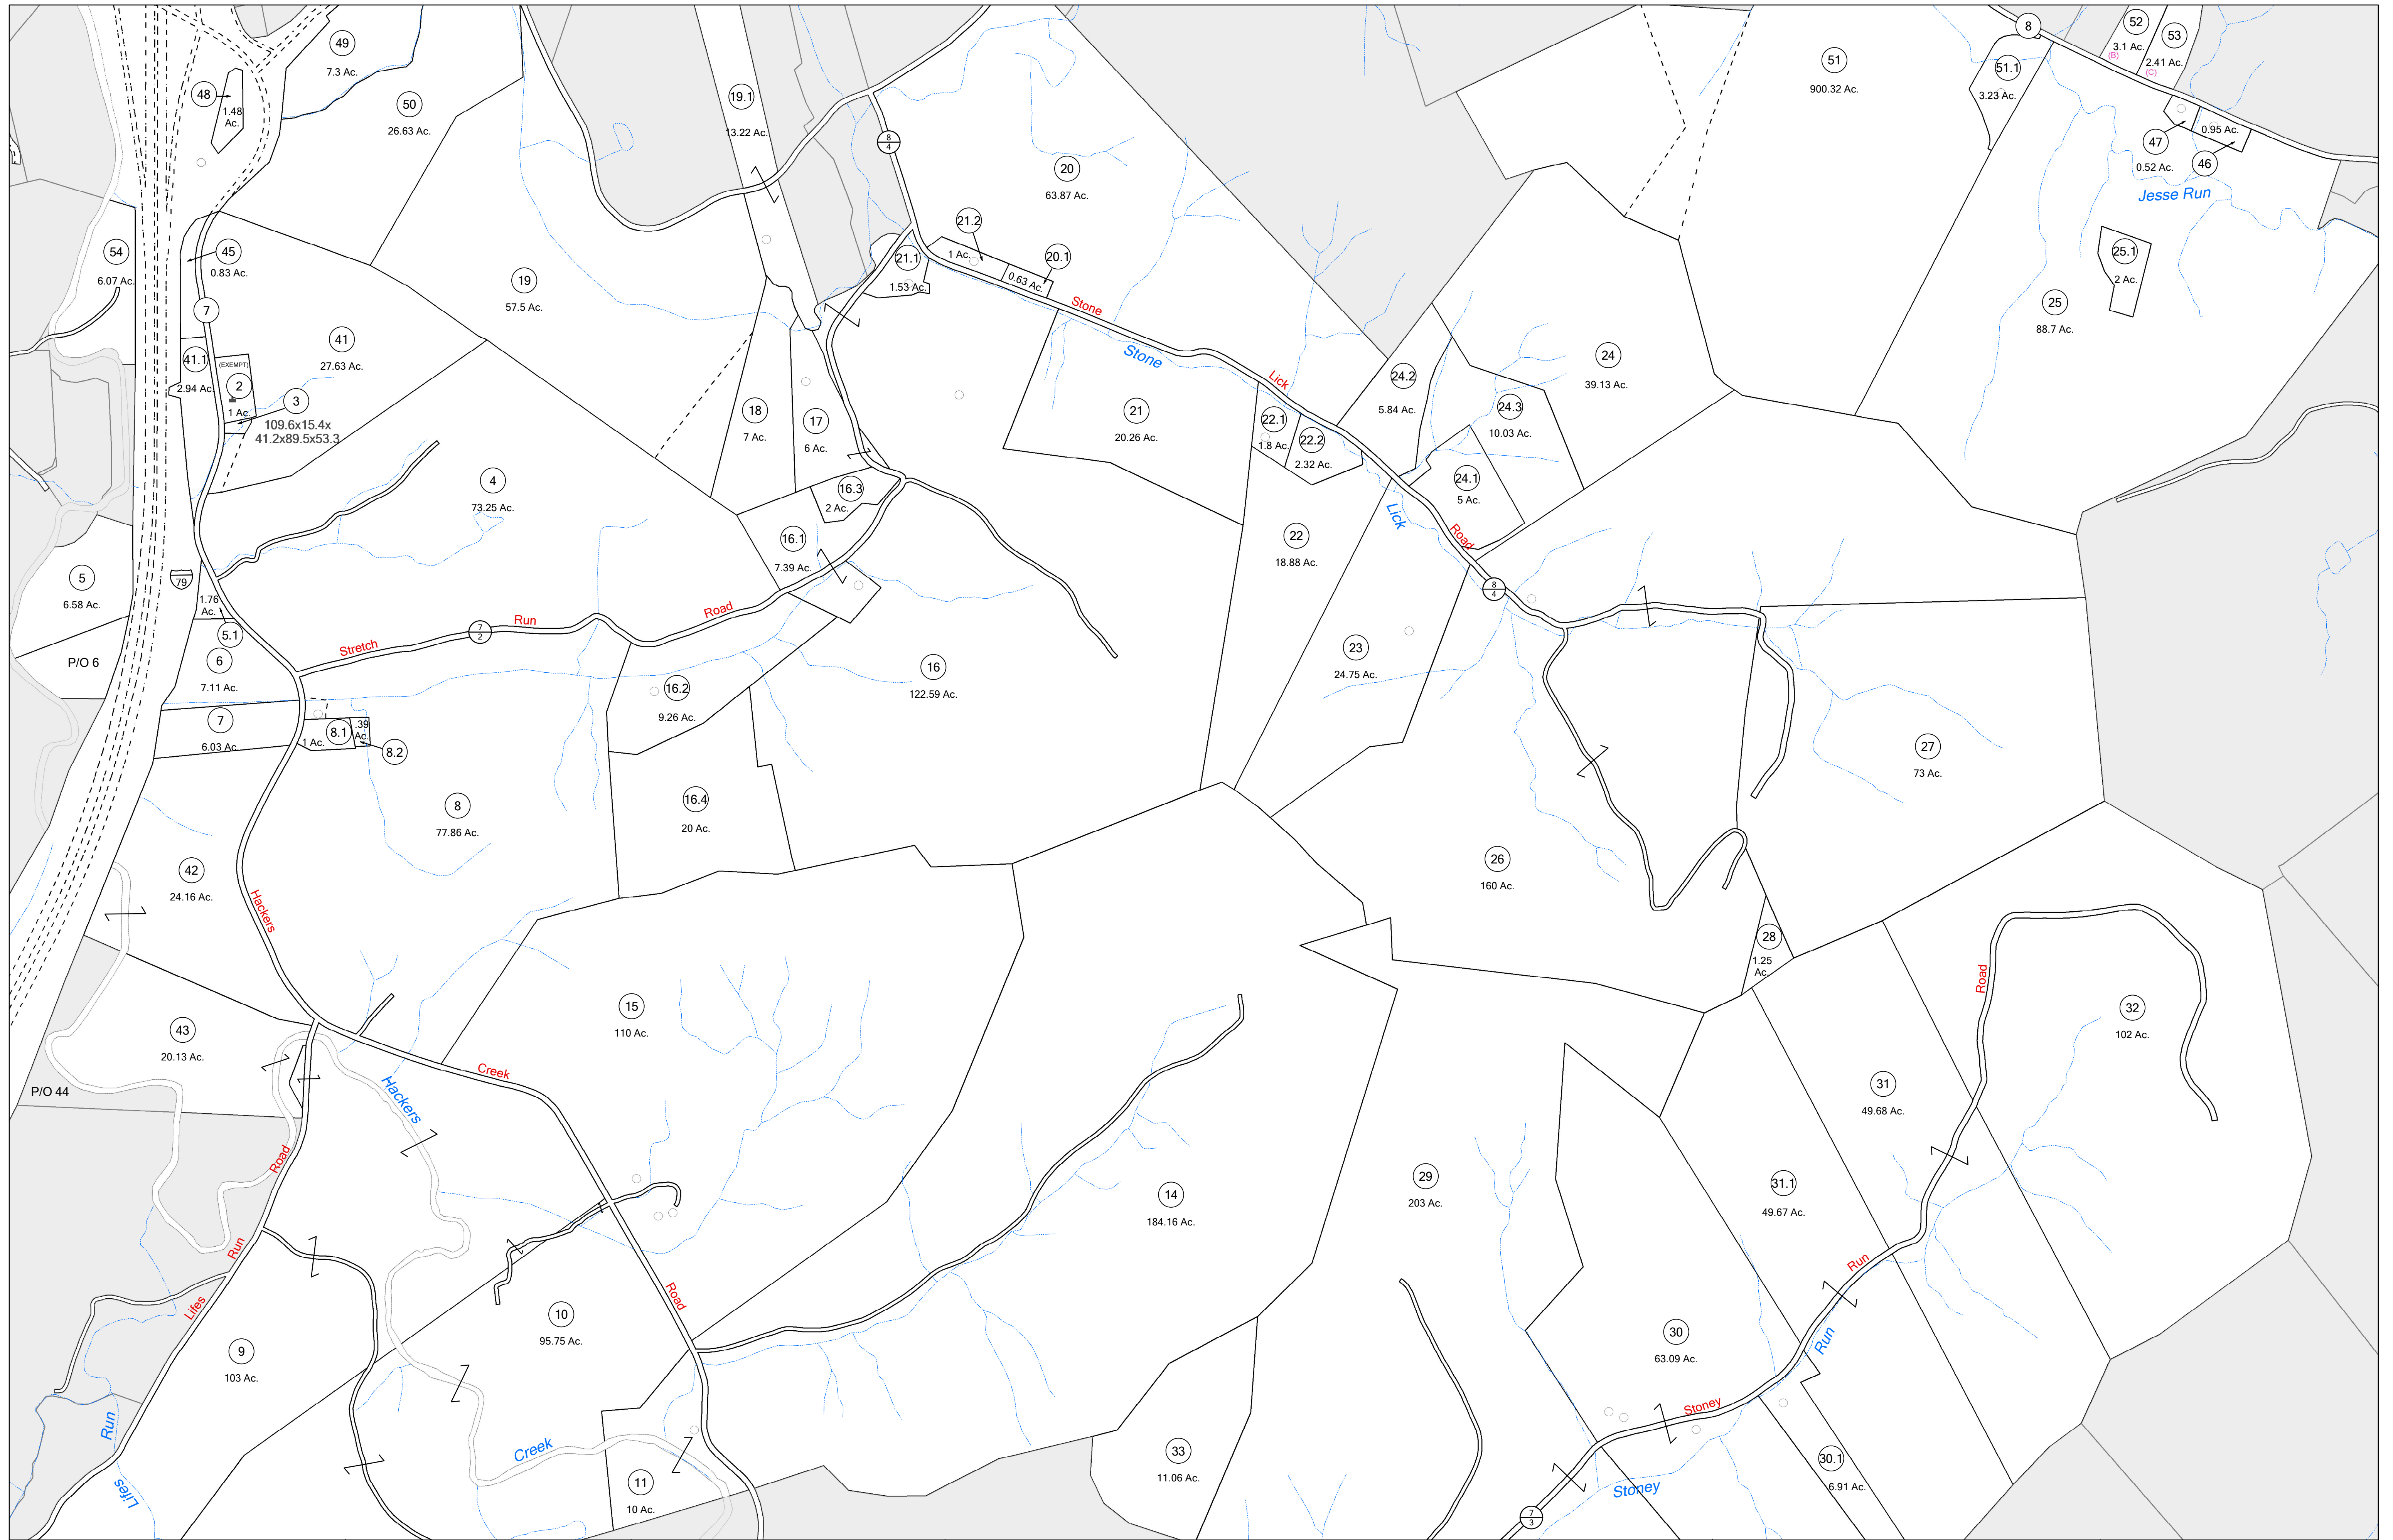 49
7.3 Ac.
48
1.48
Ac.
50
26.63 Ac.
19.1
13.22 Ac.
8
4
20
63.87 Ac.
51
900.32 Ac.
8
51.1
3.23 Ac.
52
3.1 Ac.
(B)
53
2.41 Ac.
(C)
47
0.52 Ac.
0.95 Ac.
46
Jesse Run
54
6.07 Ac.
45
0.83 Ac.
7
19
57.5 Ac.
21.2
1 Ac.
20.1
0.63 Ac.
21.1
1.53 Ac.
25.1
2 Ac.
25
88.7 Ac.
41
27.63 Ac.
41.1
2.94 Ac.
(EXEMPT)
2
1 Ac.
3
109.6x15.4x
41.2x89.5x53.3
Stone
Stone
Lick
24.2
5.84 Ac.
24
39.13 Ac.
24.3
10.03 Ac.
18
7 Ac.
17
6 Ac.
21
20.26 Ac.
22.1
1.8 Ac.
22.2
2.32 Ac.
24.1
5 Ac.
4
73.25 Ac.
16.3
2 Ac.
16.1
7.39 Ac.
22
18.88 Ac.
Lick
Road
8
4
5
6.58 Ac.
79
1.76
Ac.
5.1
P/O 6
6
7.11 Ac.
Stretch
7
2
Run
Road
16.2
9.26 Ac.
16
122.59 Ac.
23
24.75 Ac.
7
6.03 Ac.
8.1
1 Ac.
.39
Ac.
8.2
27
73 Ac.
8
77.86 Ac.
16.4
20 Ac.
42
24.16 Ac.
Hackers
26
160 Ac.
28
1.25
Ac.
15
110 Ac.
43
20.13 Ac.
P/O 44
Creek
Hackers
Road
32
102 Ac.
31
49.68 Ac.
14
184.16 Ac.
29
203 Ac.
31.1
49.67 Ac.
Road
Run
Lifes
Road
10
95.75 Ac.
9
103 Ac.
Run
Run
30
63.09 Ac.
Stoney
Run
Lifes
Creek
11
10 Ac.
33
11.06 Ac.
30.1
6.91 Ac.
Stoney
7
3